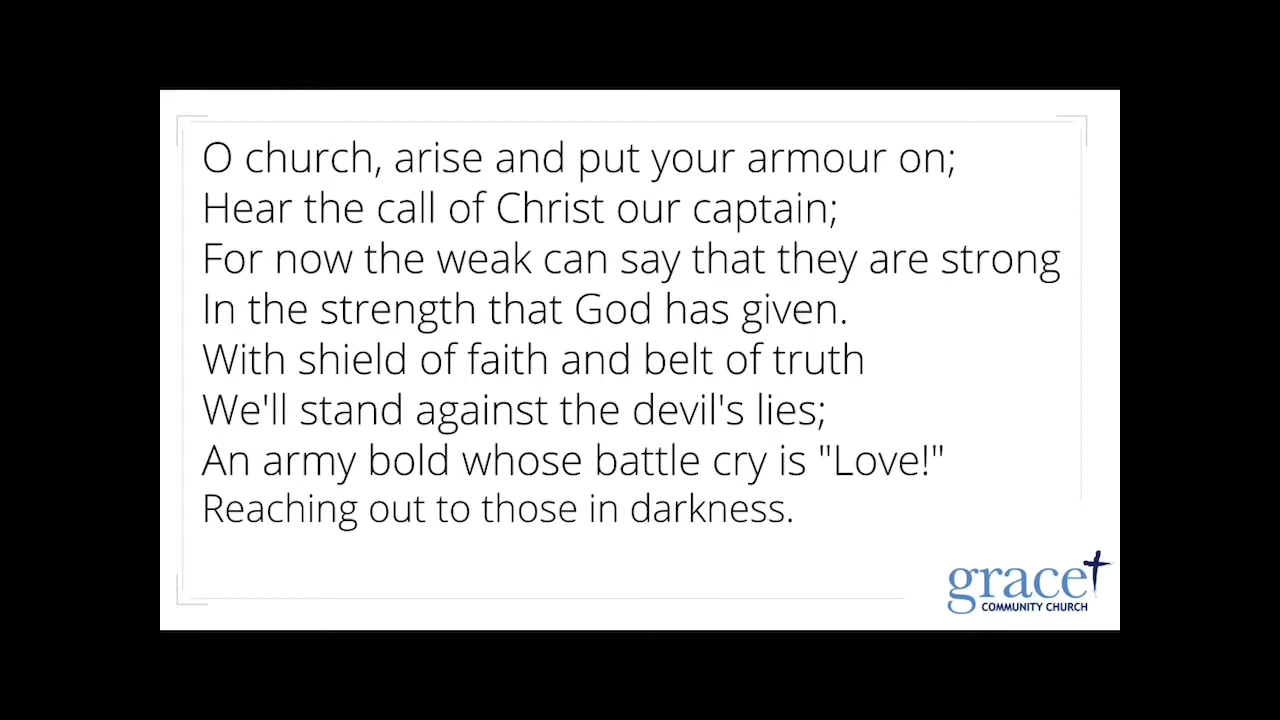 O church, arise and put your armour on;
Hear the call of Christ our captain;
For now the weak can say that they are strong
In the strength that God has given.
With shield of faith and belt of truth
We'll stand against the devil's lies;
An army bold whose battle cry is "Love!"
Reaching out to those in darkness.
grace
COMMUNITY CHURCH